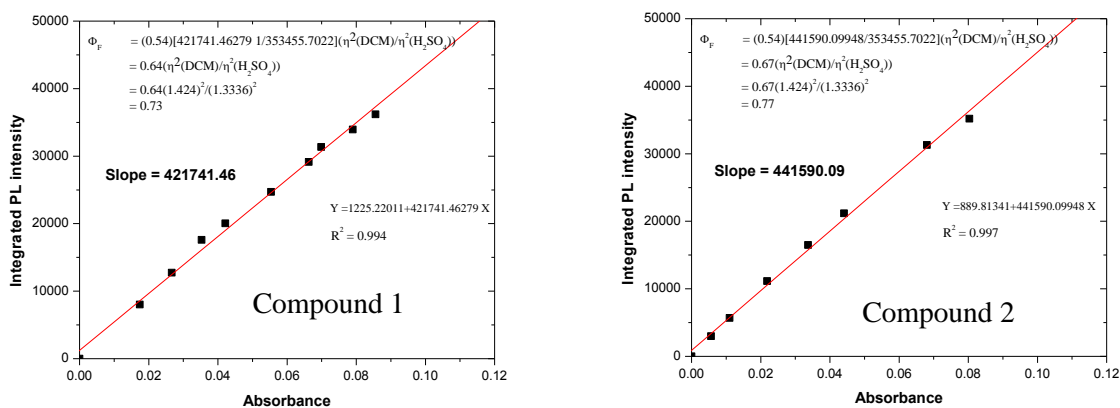 50000
40000
30000
20000
10000
0
Integrated PL intensity
Φ_F = (0.54)[421741.46279 1/353455.7022](η²(DCM)/η²(H₂SO₄))
= 0.64(η²(DCM)/η²(H₂SO₄))
= 0.64(1.424)²/(1.3336)²
= 0.73
Slope = 421741.46
Y =1225.22011+421741.46279 X
R² = 0.994
Compound 1
0.00 0.02 0.04 0.06 0.08 0.10 0.12
Absorbance
50000
40000
30000
20000
10000
0
Integrated PL intensity
Φ_F = (0.54)[441590.09948/353455.7022](η²(DCM)/η²(H₂SO₄))
= 0.67(η²(DCM)/η²(H₂SO₄))
= 0.67(1.424)²/(1.3336)²
= 0.77
Slope = 441590.09
Y =889.81341+441590.09948 X
R² = 0.997
Compound 2
0.00 0.02 0.04 0.06 0.08 0.10 0.12
Absorbance